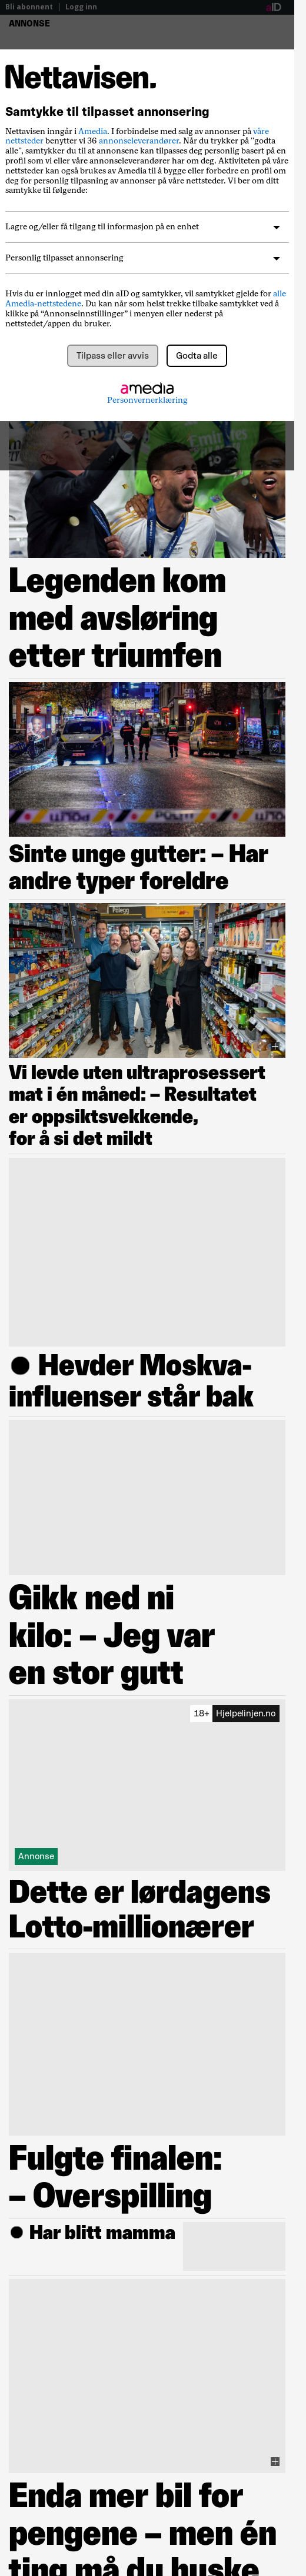 Bli abonnent | Logg inn
aID
ANNONSE
Nettavisen.
Samtykke til tilpasset annonsering
Nettavisen inngår i Amedia. I forbindelse med salg av annonser på våre
nettsteder benytter vi 36 annonseleverandører. Når du trykker på "godta
alle", samtykker du til at annonsene kan tilpasses deg personlig basert på en
profil som vi eller våre annonseleverandører har om deg. Aktiviteten på våre
nettsteder kan også brukes av Amedia til å bygge eller forbedre en profil om
deg for personlig tilpasning av annonser på våre nettsteder. Vi ber om ditt
samtykke til følgende:
Lagre og/eller få tilgang til informasjon på en enhet
Personlig tilpasset annonsering
Hvis du er innlogget med din aID og samtykker, vil samtykket gjelde for alle
Amedia-nettstedene. Du kan når som helst trekke tilbake samtykket ved å
klikke på “Annonseinnstillinger” i menyen eller nederst på
nettstedet/appen du bruker.
Tilpass eller avvis
Godta alle
amedia
Personvernerklæring
Legenden kom
med avsløring
etter triumfen
Sinte unge gutter: – Har
andre typer foreldre
Vi levde uten ultraprosessert
mat i én måned: – Resultatet
er oppsiktsvekkende,
for å si det mildt
Hevder Moskva-
influenser står bak
Gikk ned ni
kilo: – Jeg var
en stor gutt
18+ Hjelpelinjen.no
Annonse
Dette er lørdagens
Lotto-millionærer
Fulgte finalen:
– Overspilling
Har blitt mamma
Enda mer bil for
pengene – men én
ting må du huske